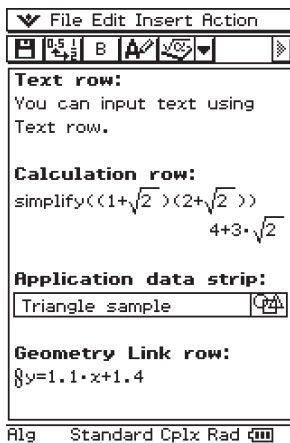 File Edit Insert Action
B
Text row:
You can input text using
Text row.
Calculation row:
simplify((1+√2)(2+√2))
4+3·√2
Application data strip:
Triangle sample
Geometry Link row:
y=1.1·x+1.4
Alg Standard Cplx Rad